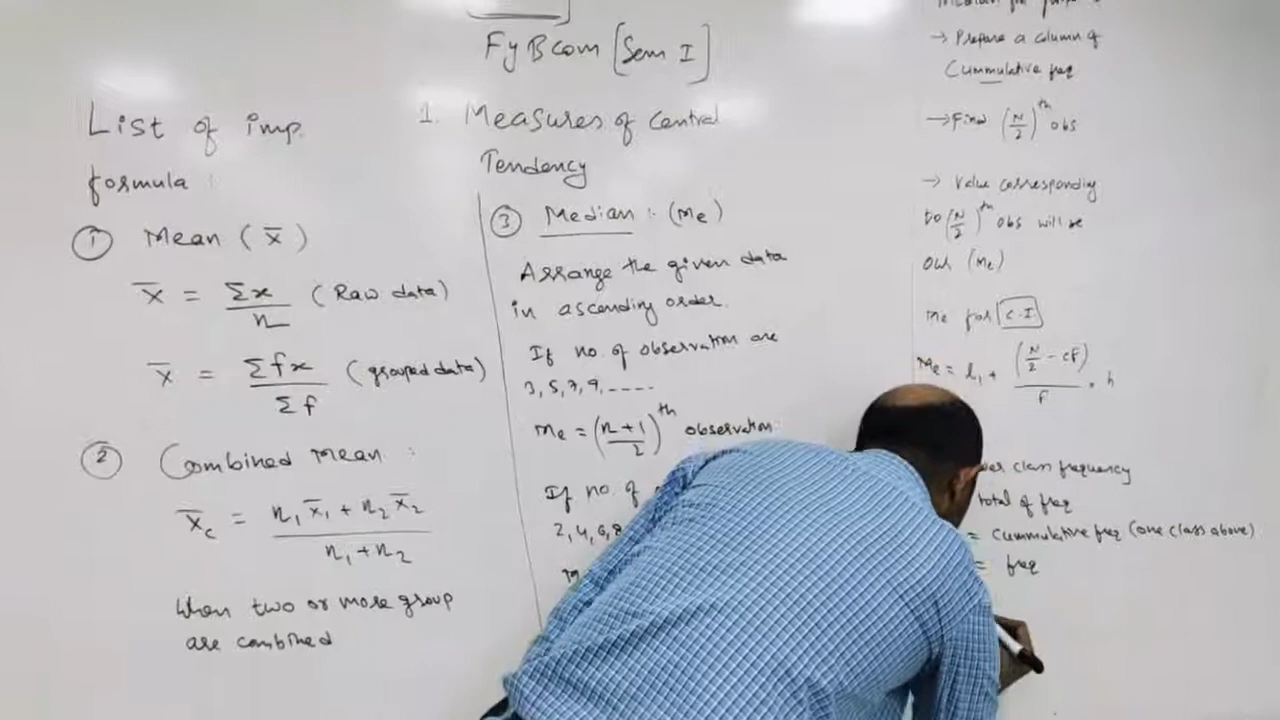 FyBcom [Sem I]
List of imp.
formula :
1. Measures of Central
Tendency
① Mean ( x̄ )
x̄ = Σx / n ( Raw data)
x̄ = Σfx / Σf (grouped data)
② Combined mean :
x̄c = n₁x̄₁ + n₂x̄₂ / n₁ + n₂
When two or more group
are combined
③ Median :- (Me)
Arrange the given data
in ascending order.
If no. of observation are
3, 5, 7, 9, -----
Me = (n+1 / 2)th observation
If no. of
2, 4, 6, 8
→ Prepare a column of
Cummulative freq
→ Find (N/2)th obs
→ Value corresponding
to (N/2)th obs will be
our (Me)
Me for C.I
Me = l₁ + (N/2 - cf) / f × h
class frequency
total of freq
= Cummulative freq (one class above)
= freq